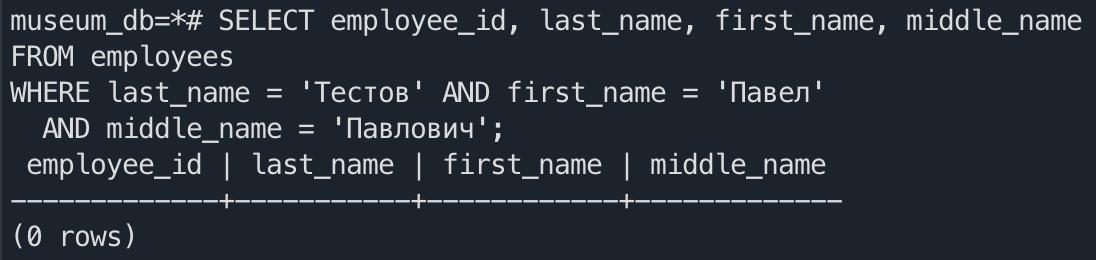 museum_db=*# SELECT employee_id, last_name, first_name, middle_name
FROM employees
WHERE last_name = 'Тестов' AND first_name = 'Павел'
  AND middle_name = 'Павлович';
 employee_id | last_name | first_name | middle_name
-------------+-----------+------------+-------------
(0 rows)